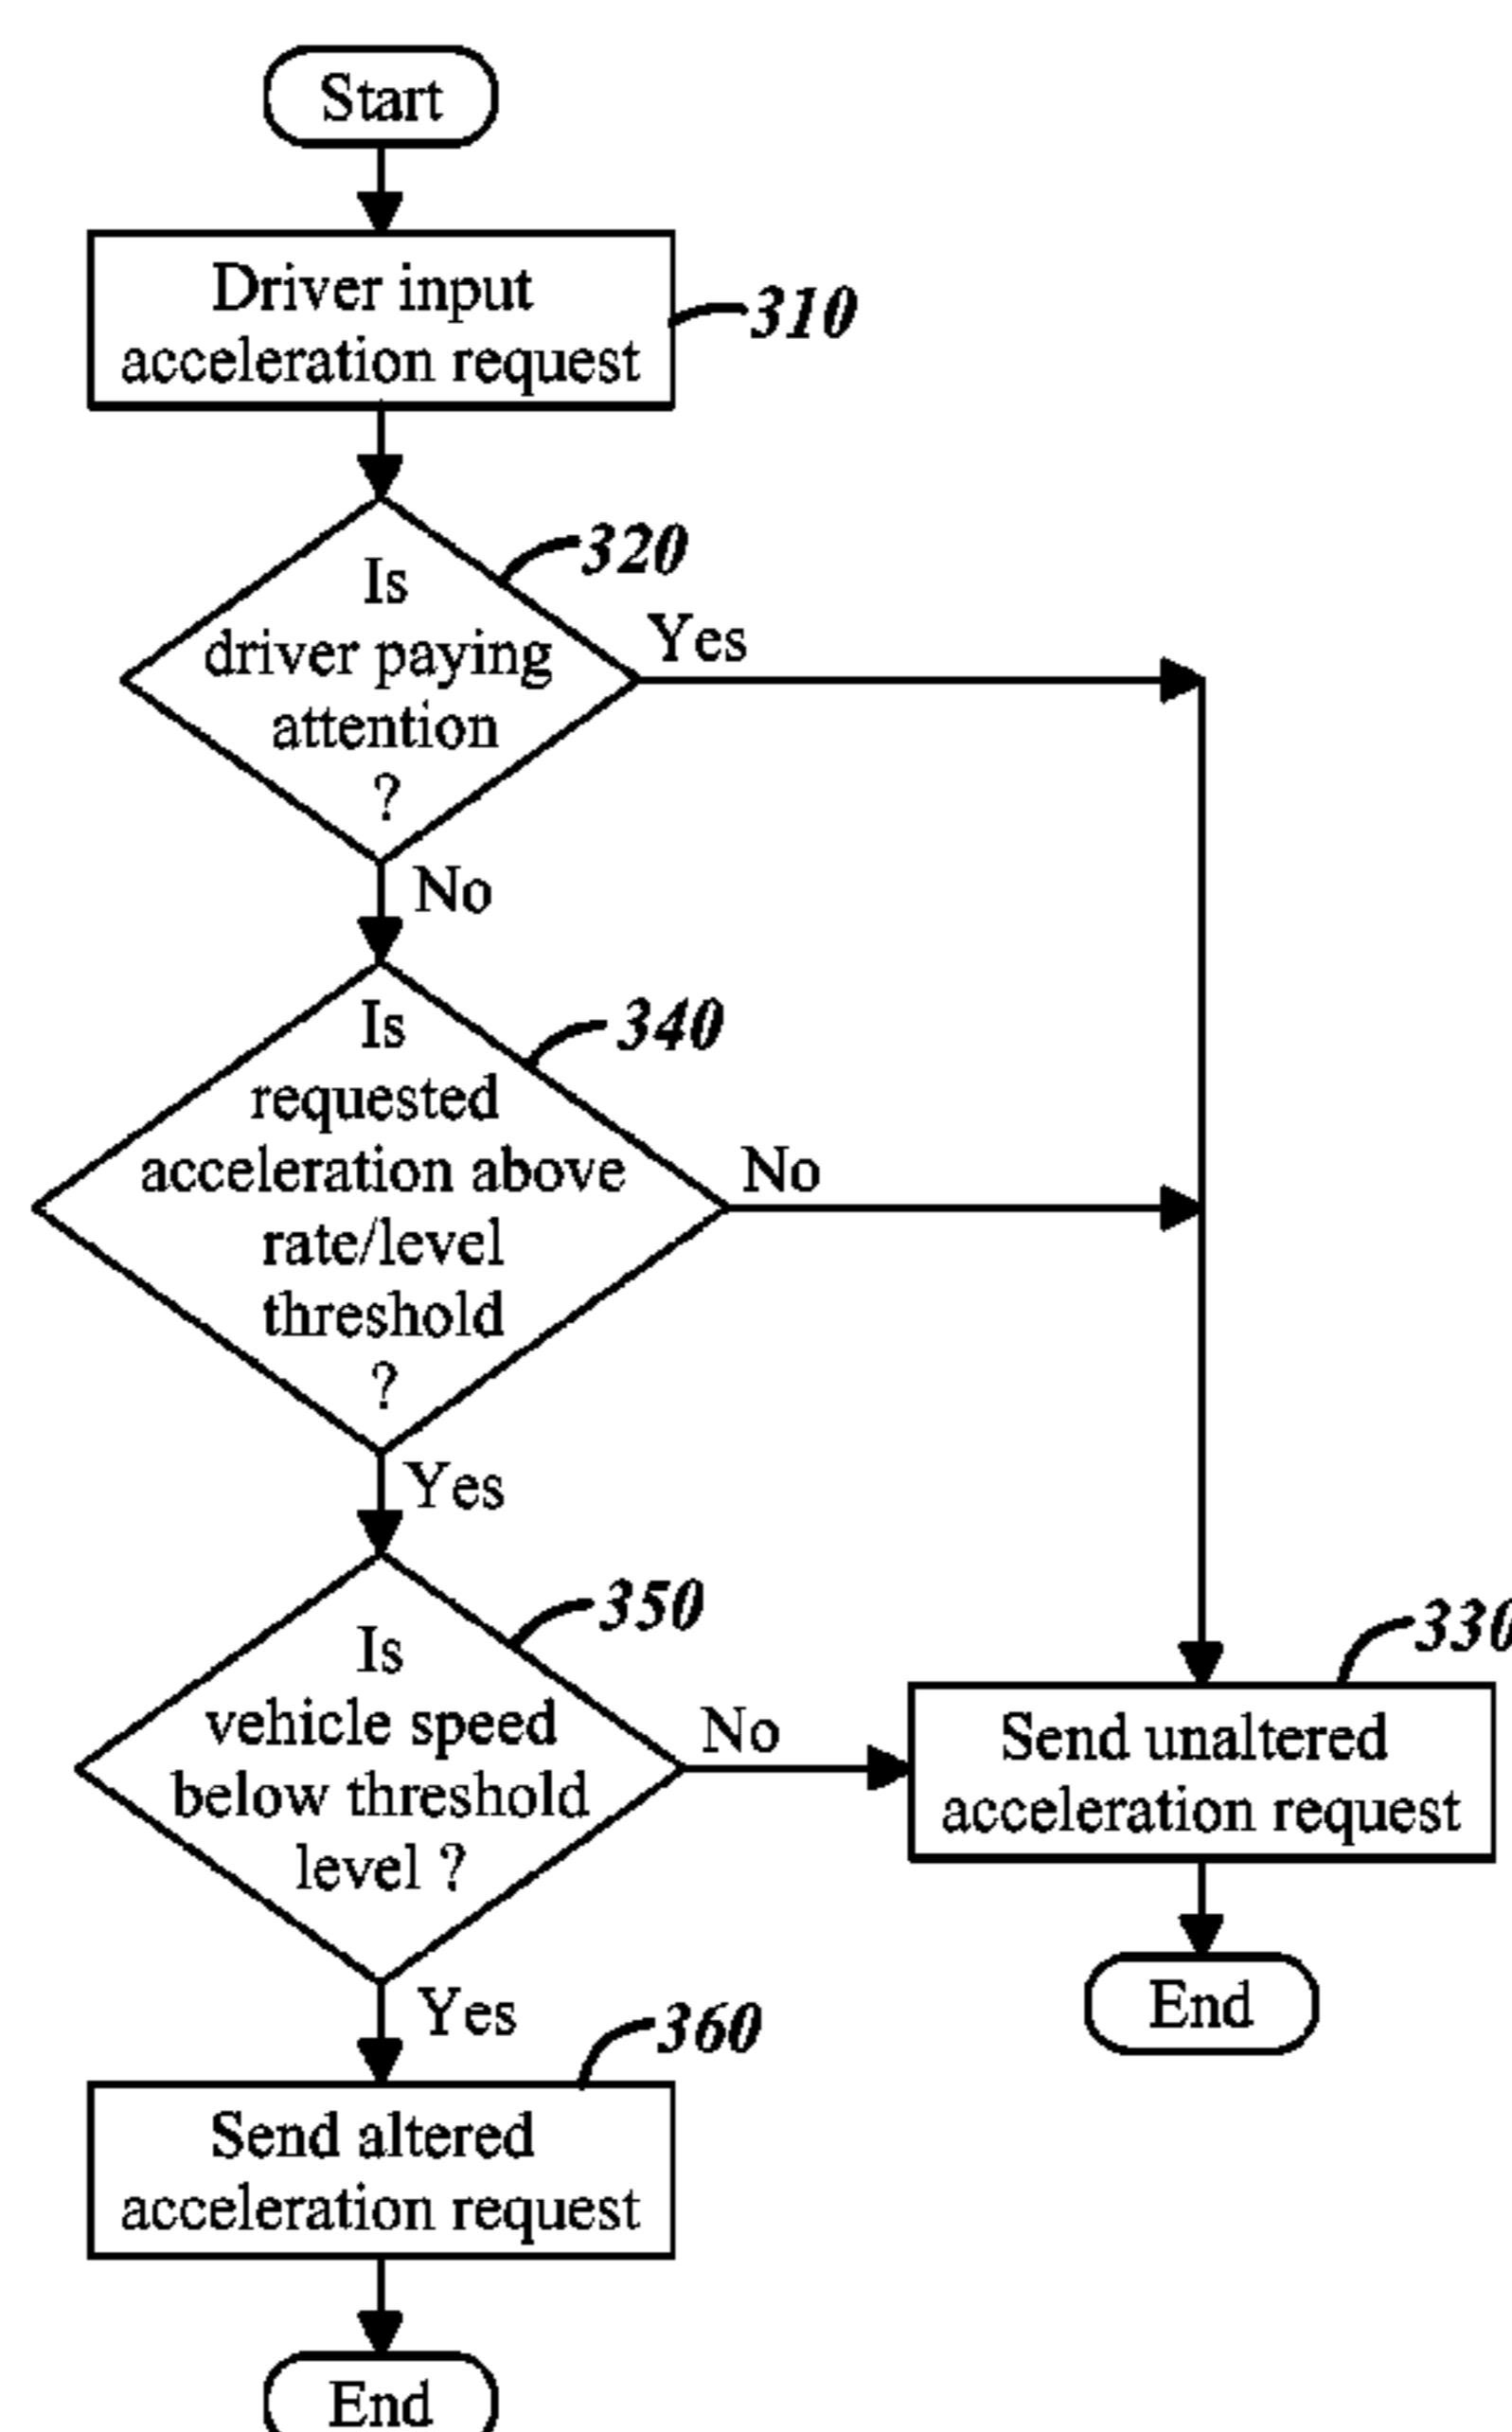 Start
Driver input
acceleration request
310
320
Is
driver paying
attention
?
Yes
No
340
Is
requested
acceleration above
rate/level
threshold
?
No
Yes
350
Is
vehicle speed
below threshold
level ?
No
330
Send unaltered
acceleration request
End
Yes
360
Send altered
acceleration request
End